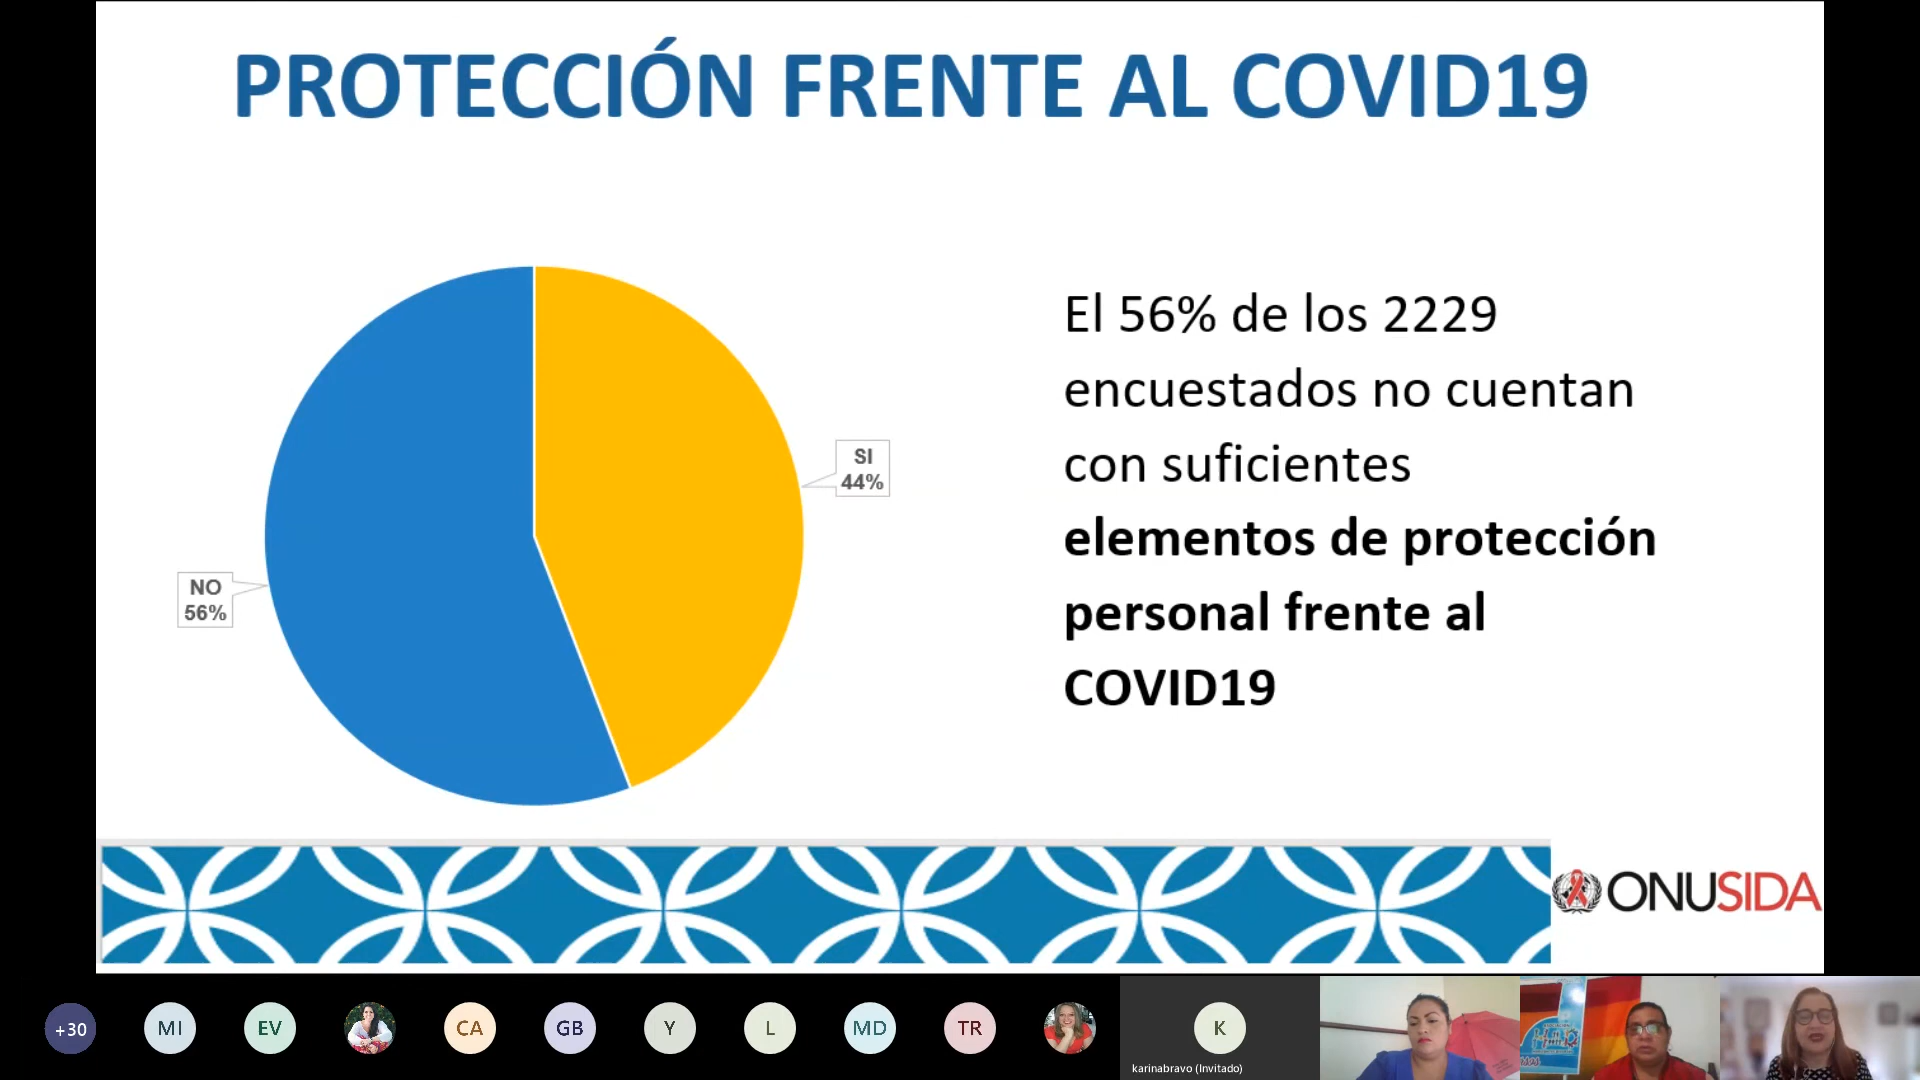 PROTECCIÓN FRENTE AL COVID19
SI
44%
NO
56%
El 56% de los 2229
encuestados no cuentan
con suficientes
elementos de protección
personal frente al
COVID19
ONUSIDA
+30
MI
EV
CA
GB
Y
L
MD
TR
K
karinabravo (Invitado)